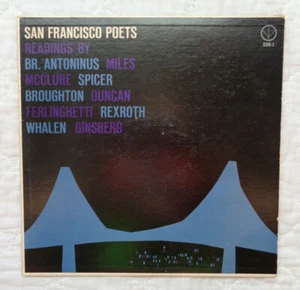 SAN FRANCISCO POETS
READINGS BY
BR. ANTONINUS MILES
MCCLURE SPICER
BROUGHTON DUNCAN
FERLINGHETTI REXROTH
WHALEN GINSBERG